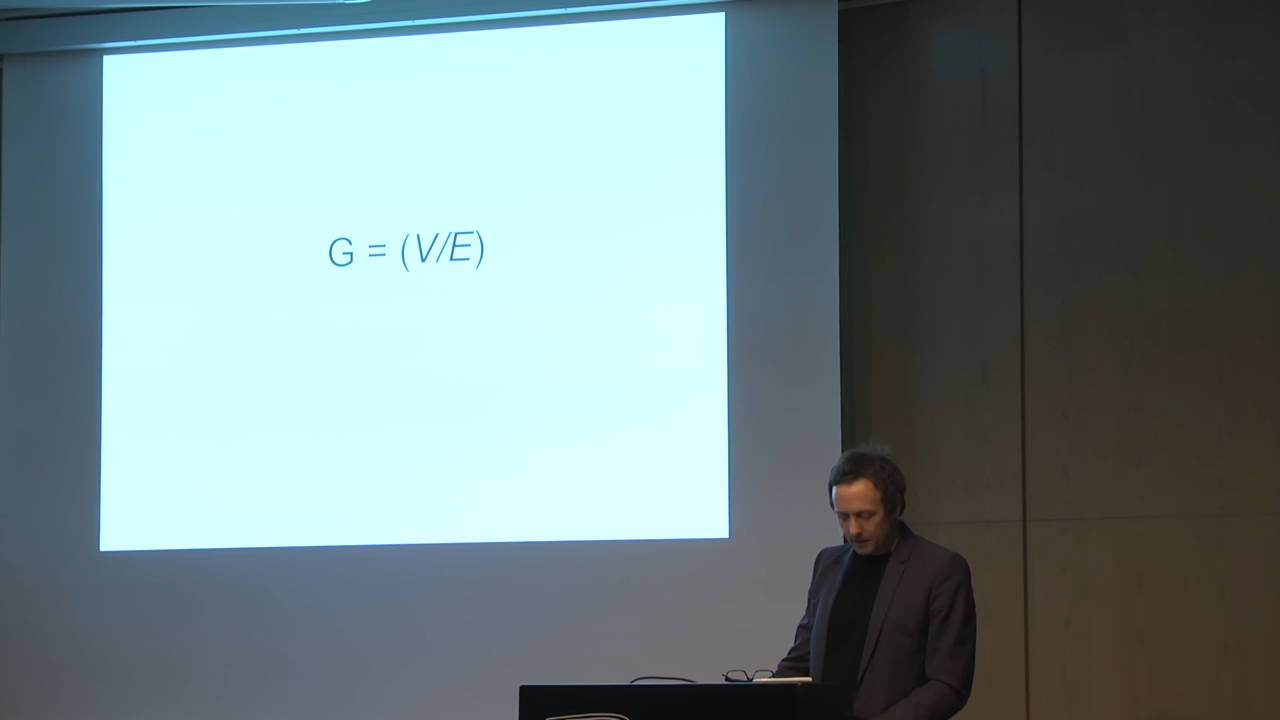 G = (V/E)